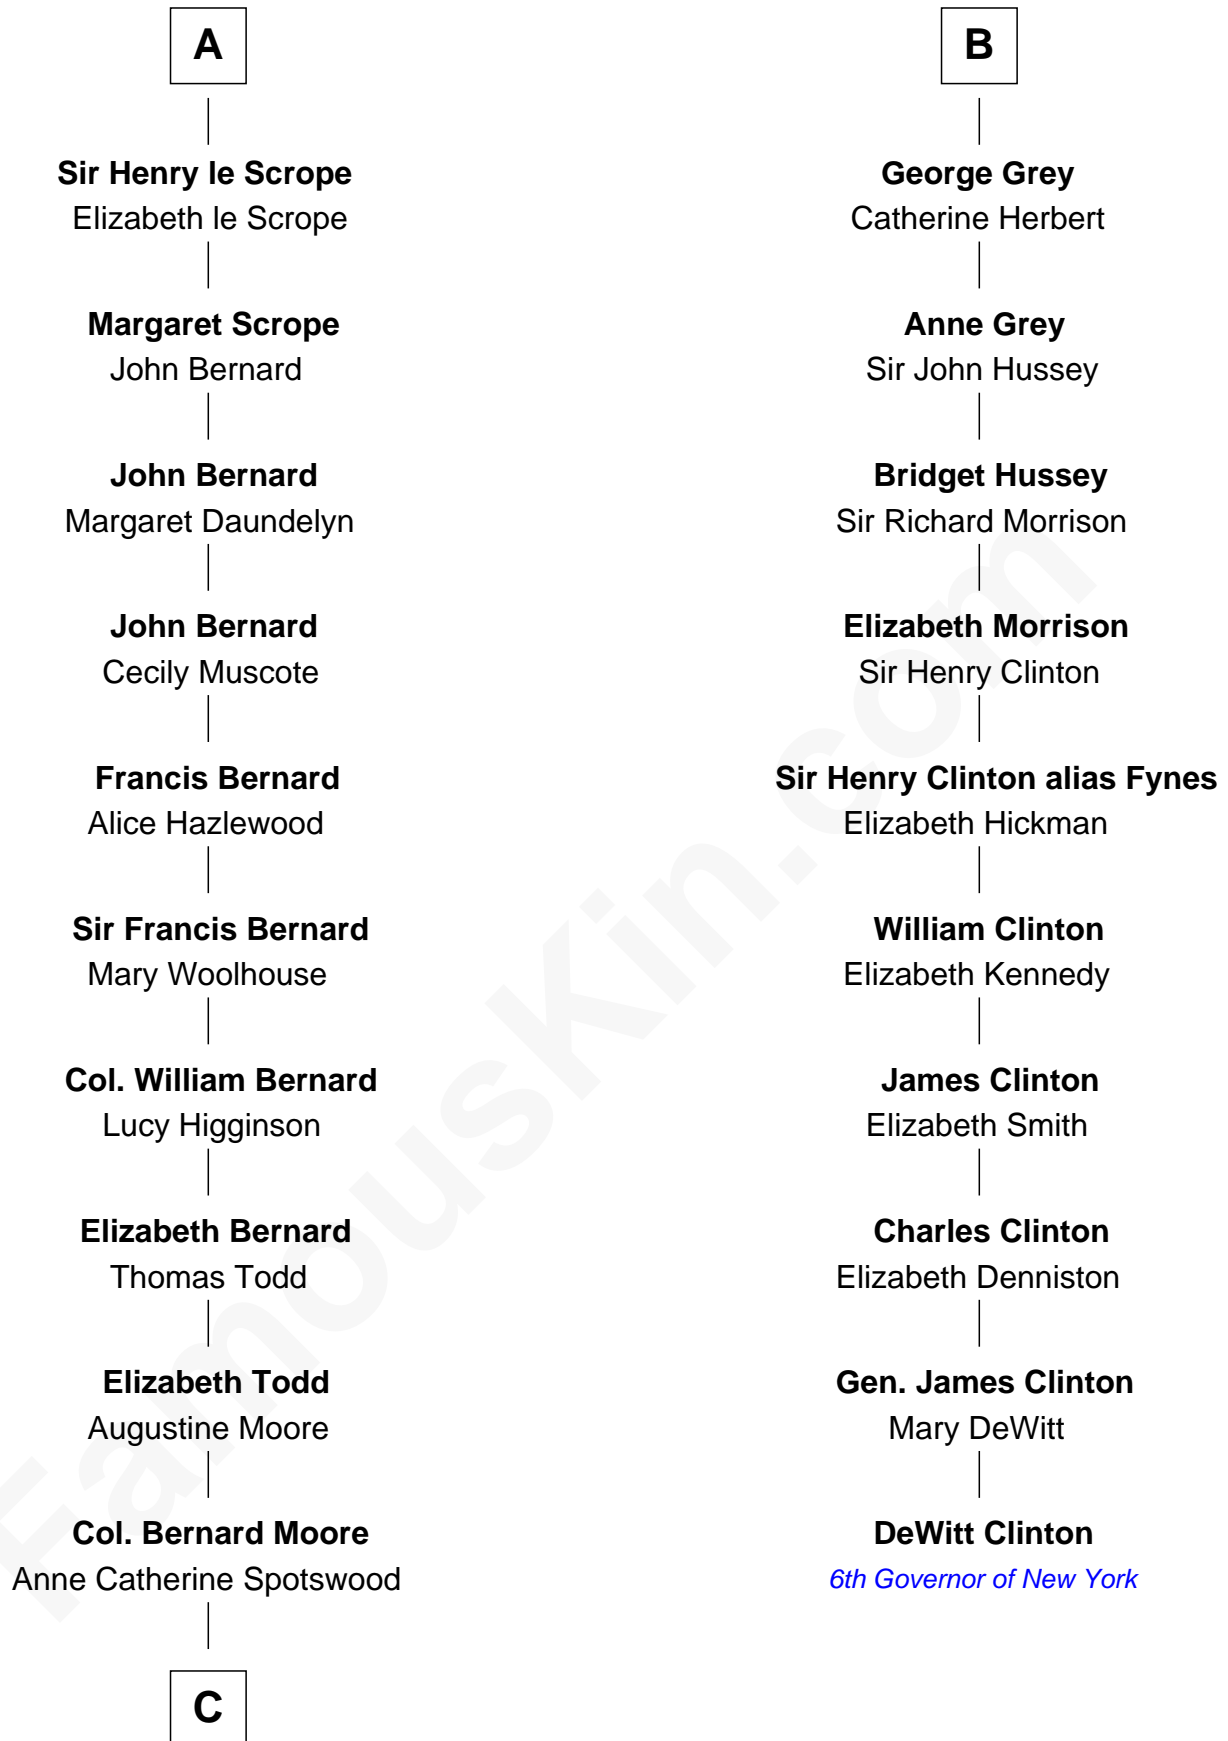 A
Sir Henry le Scrope
Elizabeth le Scrope
Margaret Scrope
John Bernard
John Bernard
Margaret Daundelyn
John Bernard
Cecily Muscote
Francis Bernard
Alice Hazlewood
Sir Francis Bernard
Mary Woolhouse
Col. William Bernard
Lucy Higginson
Elizabeth Bernard
Thomas Todd
Elizabeth Todd
Augustine Moore
Col. Bernard Moore
Anne Catherine Spotswood
C
B
George Grey
Catherine Herbert
Anne Grey
Sir John Hussey
Bridget Hussey
Sir Richard Morrison
Elizabeth Morrison
Sir Henry Clinton
Sir Henry Clinton alias Fynes
Elizabeth Hickman
William Clinton
Elizabeth Kennedy
James Clinton
Elizabeth Smith
Charles Clinton
Elizabeth Denniston
Gen. James Clinton
Mary DeWitt
DeWitt Clinton
6th Governor of New York
FamousKin.com